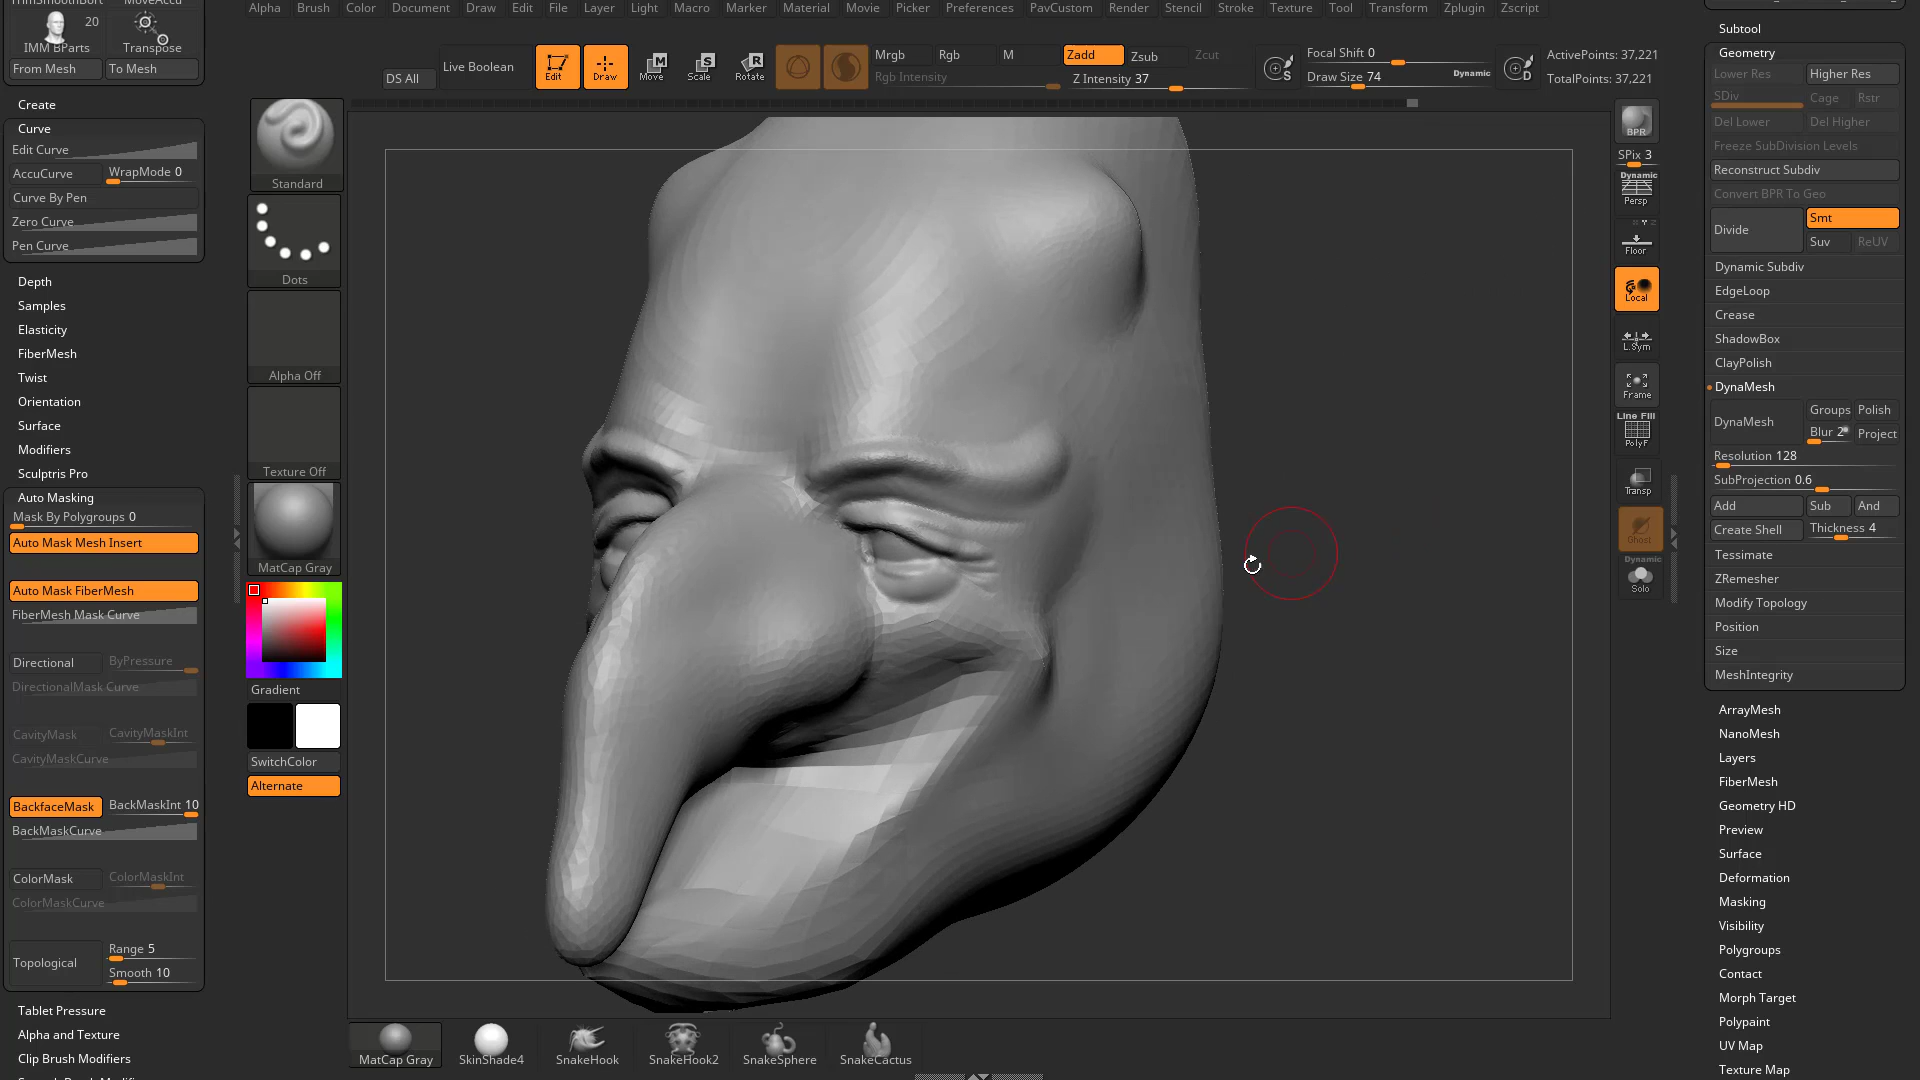 TrimSmoothBort
MoveAccu
20
IMM BParts
Transpose
From Mesh
To Mesh
Create
Curve
Edit Curve
AccuCurve
WrapMode 0
Curve By Pen
Zero Curve
Pen Curve
Depth
Samples
Elasticity
FiberMesh
Twist
Orientation
Surface
Modifiers
Sculptris Pro
Auto Masking
Mask By Polygroups 0
Auto Mask Mesh Insert
Auto Mask FiberMesh
FiberMesh Mask Curve
Directional
ByPressure
DirectionalMask Curve
CavityMask
CavityMaskInt
CavityMaskCurve
BackfaceMask
BackMaskInt 10
BackMaskCurve
ColorMask
ColorMaskInt
ColorMaskCurve
Topological
Range 5
Smooth 10
Tablet Pressure
Alpha and Texture
Clip Brush Modifiers
Alpha
Brush
Color
Document
Draw
Edit
File
Layer
Light
Macro
Marker
Material
Movie
Picker
Preferences
PavCustom
Render
Stencil
Stroke
Texture
Tool
Transform
Zplugin
Zscript
DS All
Live Boolean
Edit
Draw
Move
Scale
Rotate
Mrgb
Rgb
M
Rgb Intensity
Zadd
Zsub
Zcut
Z Intensity 37
S
Focal Shift 0
Draw Size 74
Dynamic
D
ActivePoints: 37,221
TotalPoints: 37,221
Standard
Dots
Alpha Off
Texture Off
MatCap Gray
Gradient
SwitchColor
Alternate
MatCap Gray
SkinShade4
SnakeHook
SnakeHook2
SnakeSphere
SnakeCactus
BPR
SPix 3
Dynamic
Persp
Floor
Local
L.Sym
Frame
Line Fill
PolyF
Transp
Ghost
Dynamic
Solo
Subtool
Geometry
Lower Res
Higher Res
SDiv
Cage
Rstr
Del Lower
Del Higher
Freeze SubDivision Levels
Reconstruct Subdiv
Convert BPR To Geo
Divide
Smt
Suv
ReUV
Dynamic Subdiv
EdgeLoop
Crease
ShadowBox
ClayPolish
DynaMesh
DynaMesh
Groups
Polish
Blur 2
Project
Resolution 128
SubProjection 0.6
Add
Sub
And
Create Shell
Thickness 4
Tessimate
ZRemesher
Modify Topology
Position
Size
MeshIntegrity
ArrayMesh
NanoMesh
Layers
FiberMesh
Geometry HD
Preview
Surface
Deformation
Masking
Visibility
Polygroups
Contact
Morph Target
Polypaint
UV Map
Texture Map